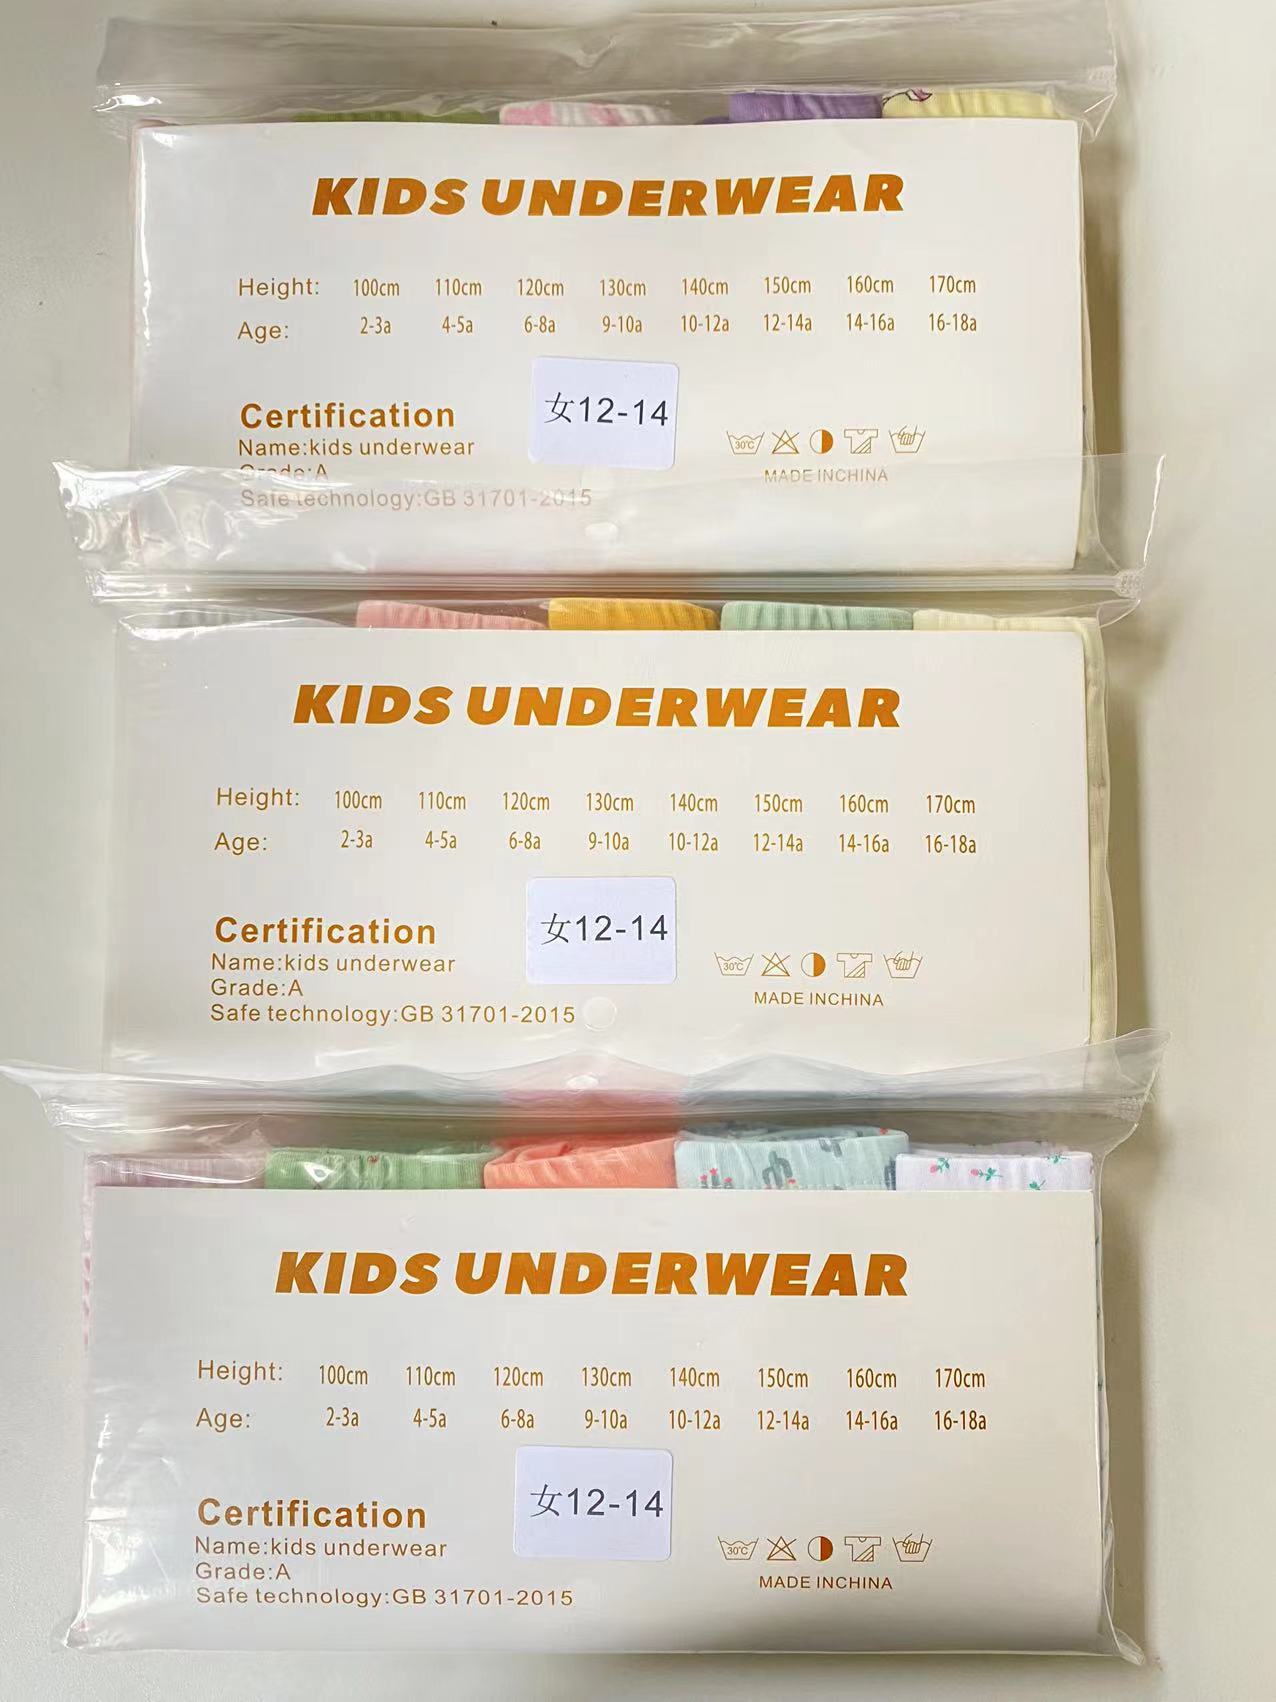 KIDS UNDERWEAR
Height: 100cm 110cm 120cm 130cm 140cm 150cm 160cm 170cm
Age: 2-3a 4-5a 6-8a 9-10a 10-12a 12-14a 14-16a 16-18a
女12-14
Certification
Name:kids underwear
Grade:A
Safe technology:GB 31701-2015
30℃
MADE INCHINA
KIDS UNDERWEAR
Height: 100cm 110cm 120cm 130cm 140cm 150cm 160cm 170cm
Age: 2-3a 4-5a 6-8a 9-10a 10-12a 12-14a 14-16a 16-18a
女12-14
Certification
Name:kids underwear
Grade:A
Safe technology:GB 31701-2015
30℃
MADE INCHINA
KIDS UNDERWEAR
Height: 100cm 110cm 120cm 130cm 140cm 150cm 160cm 170cm
Age: 2-3a 4-5a 6-8a 9-10a 10-12a 12-14a 14-16a 16-18a
女12-14
Certification
Name:kids underwear
Grade:A
Safe technology:GB 31701-2015
30℃
MADE INCHINA